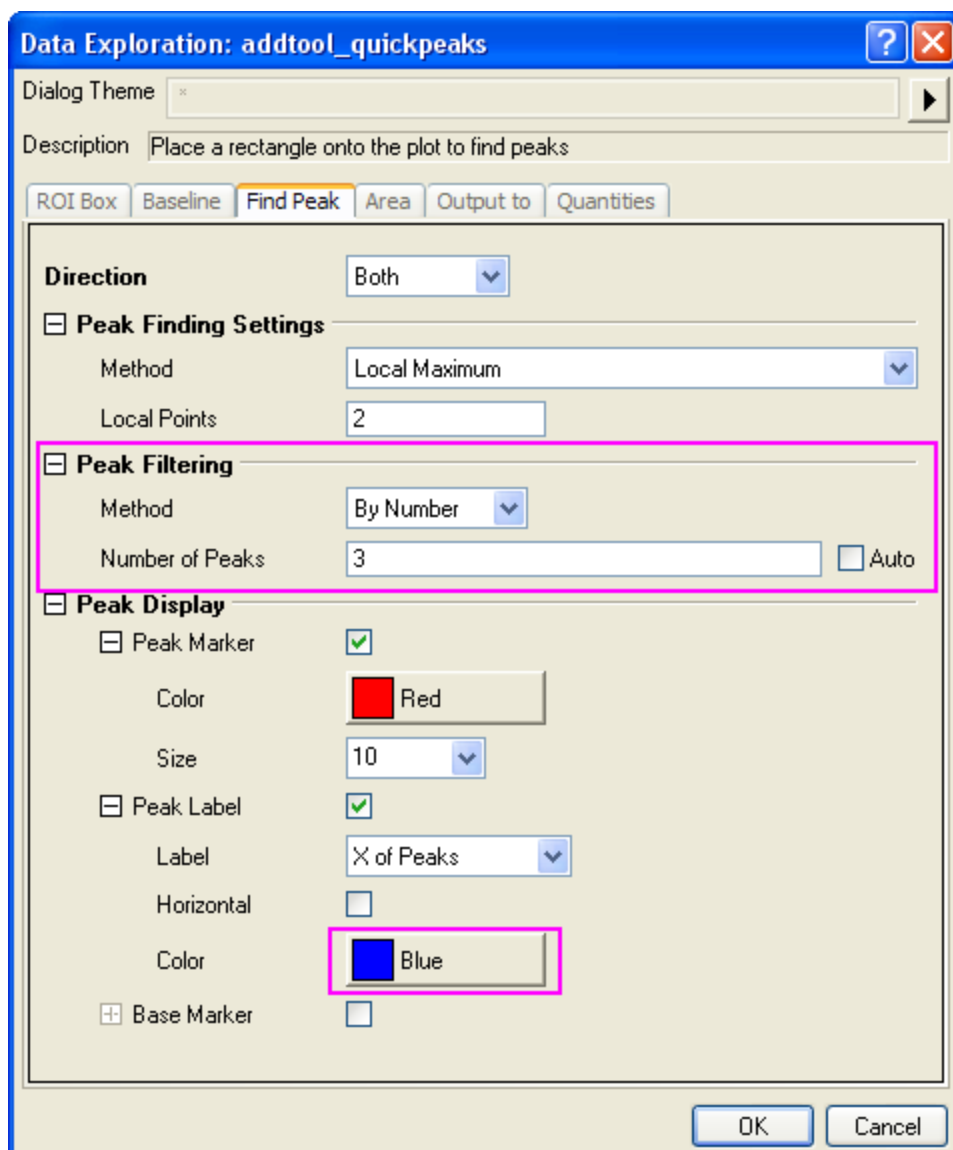 Data Exploration: addtool_quickpeaks
Dialog Theme *
Description Place a rectangle onto the plot to find peaks
ROI Box Baseline Find Peak Area Output to Quantities
Direction Both
Peak Finding Settings
Method Local Maximum
Local Points 2
Peak Filtering
Method By Number
Number of Peaks 3 Auto
Peak Display
Peak Marker
Color Red
Size 10
Peak Label
Label X of Peaks
Horizontal
Color Blue
Base Marker
OK Cancel